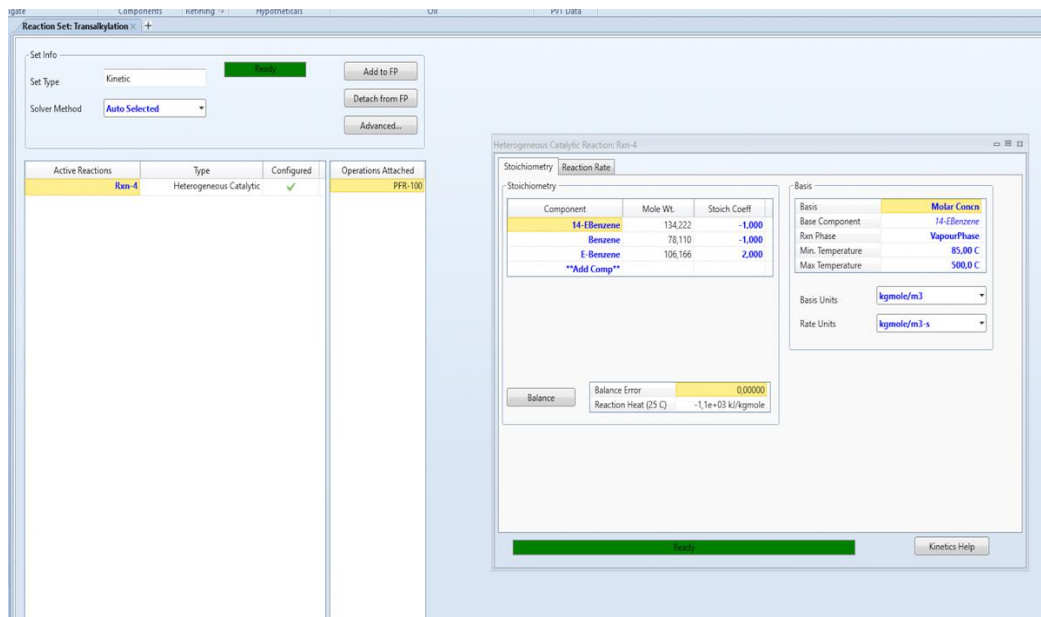 Components Refining Hypotheticals Oil PVT Data
Reaction Set: Transalkylation × +
Set Info
Set Type Kinetic Ready Add to FP
Solver Method Auto Selected Detach from FP
Advanced...
Active Reactions Type Configured Operations Attached
Rxn-4 Heterogeneous Catalytic ✓ PFR-100
Heterogeneous Catalytic Reaction: Rxn-4
Stoichiometry Reaction Rate
Stoichiometry
Component Mole Wt. Stoich Coeff
14-EBenzene 134,222 -1,000
Benzene 78,110 -1,000
E-Benzene 106,166 2,000
**Add Comp**
Balance
Balance Error 0,00000
Reaction Heat (25 C) -1,1e+03 kJ/kgmole
Basis
Basis Molar Concn
Base Component 14-EBenzene
Rxn Phase VapourPhase
Min. Temperature 85,00 C
Max Temperature 500,0 C
Basis Units kgmole/m3
Rate Units kgmole/m3-s
Ready Kinetics Help